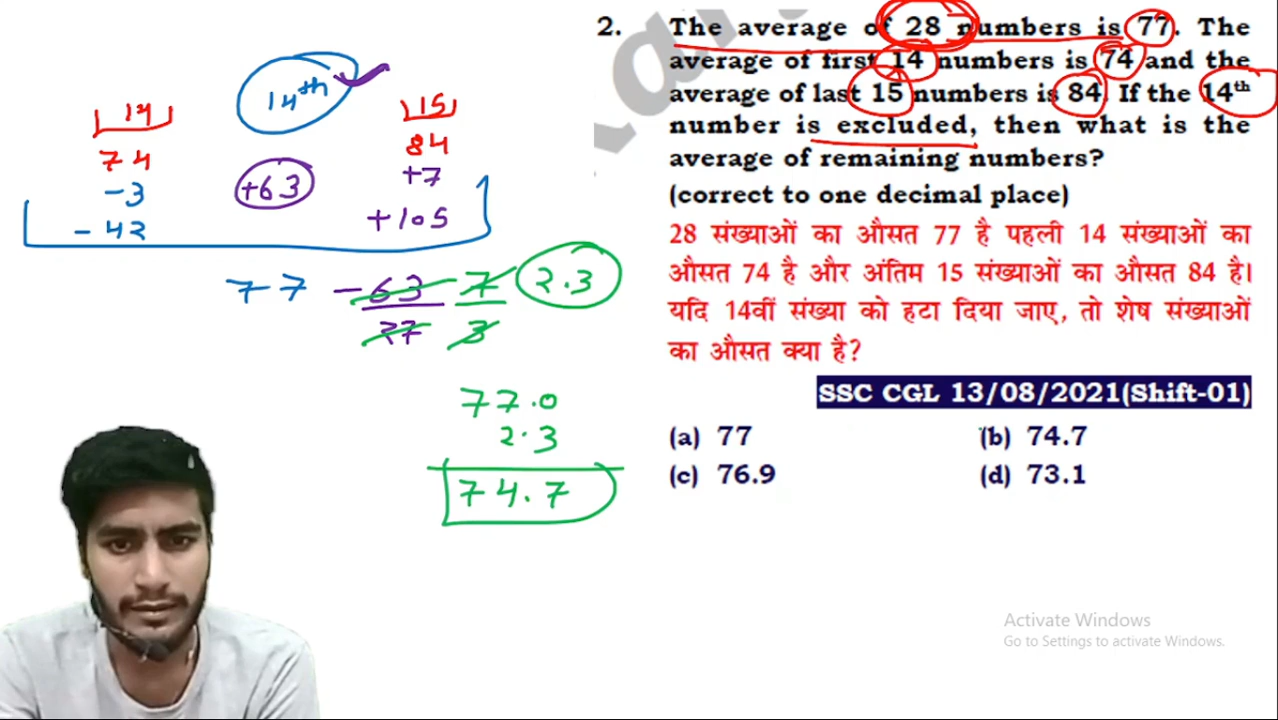 2. The average of 28 numbers is 77. The
average of first 14 numbers is 74 and the
average of last 15 numbers is 84. If the 14th
number is excluded, then what is the
average of remaining numbers?
(correct to one decimal place)
28 संख्याओं का औसत 77 है पहली 14 संख्याओं का
औसत 74 है और अंतिम 15 संख्याओं का औसत 84 है।
यदि 14वीं संख्या को हटा दिया जाए, तो शेष संख्याओं
का औसत क्या है?
SSC CGL 13/08/2021(Shift-01)
(a) 77 (b) 74.7
(c) 76.9 (d) 73.1
14 14th 15
74 84
-3 +63 +7
-42 +105
77 -63 7 2.3
27 3
77.0
2.3
74.7
Activate Windows
Go to Settings to activate Windows.